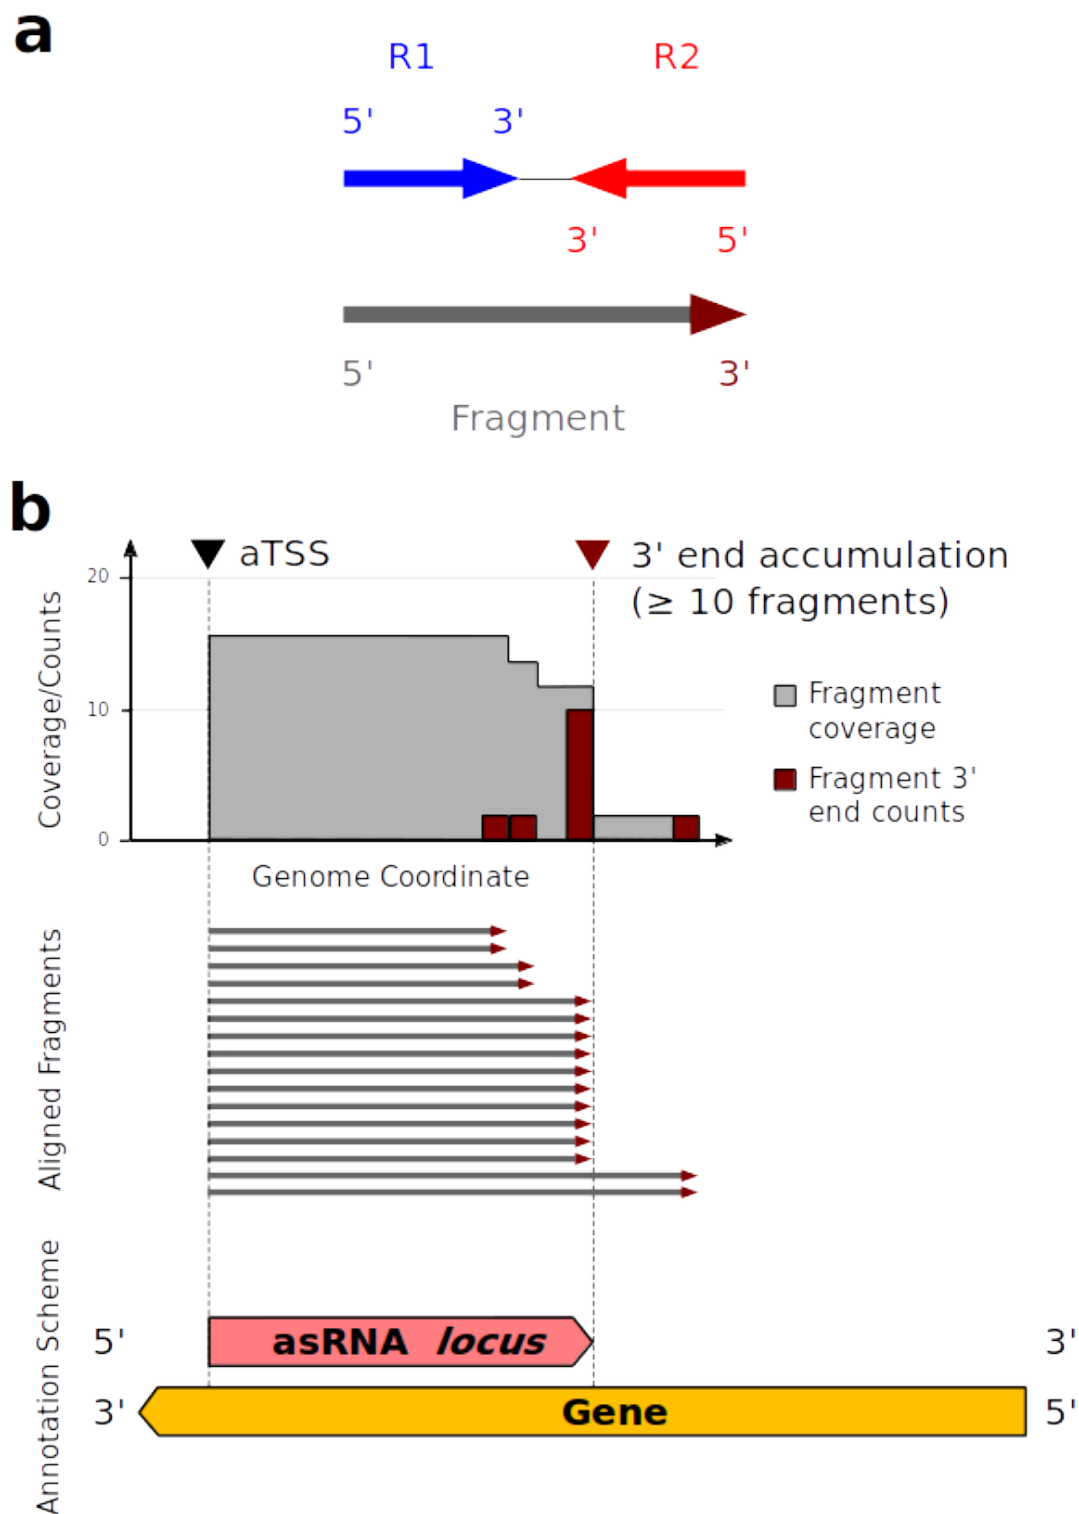 a
R1 R2
5' 3'
3' 5'
5' 3'
Fragment
b
aTSS
3' end accumulation
(≥ 10 fragments)
20
10
0
Coverage/Counts
Fragment
coverage
Fragment 3'
end counts
Genome Coordinate
Aligned Fragments
Annotation Scheme
5' asRNA locus 3'
3' Gene 5'